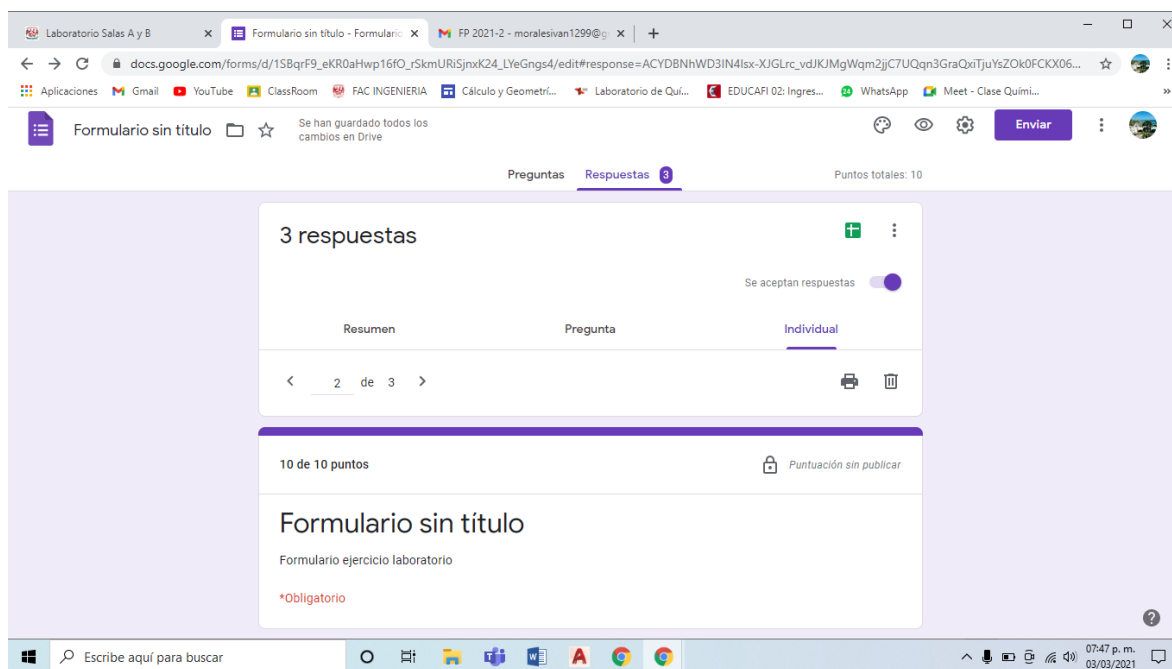 Laboratorio Salas A y B
Formulario sin título - Formulario
FP 2021-2 - moralesivan1299@g
docs.google.com/forms/d/1SBqrF9_eKR0aHwp16fO_rSkmURiSjnxK24_LYeGngs4/edit#response=ACYDBNhWD3IN4Isx-XJGLrc_vdJKJMgWqm2jjC7UQqn3GraQxiTjuYsZOk0FCKX06...
Aplicaciones Gmail YouTube ClassRoom FAC INGENIERIA Cálculo y Geometrí... Laboratorio de Quí... EDUCAFI 02: Ingres... WhatsApp Meet - Clase Quími... »
Formulario sin título
Se han guardado todos los
cambios en Drive
Enviar
Preguntas Respuestas 3 Puntos totales: 10
3 respuestas
Se aceptan respuestas
Resumen Pregunta Individual
2 de 3
10 de 10 puntos Puntuación sin publicar
Formulario sin título
Formulario ejercicio laboratorio
*Obligatorio
Escribe aquí para buscar
07:47 p. m.
03/03/2021